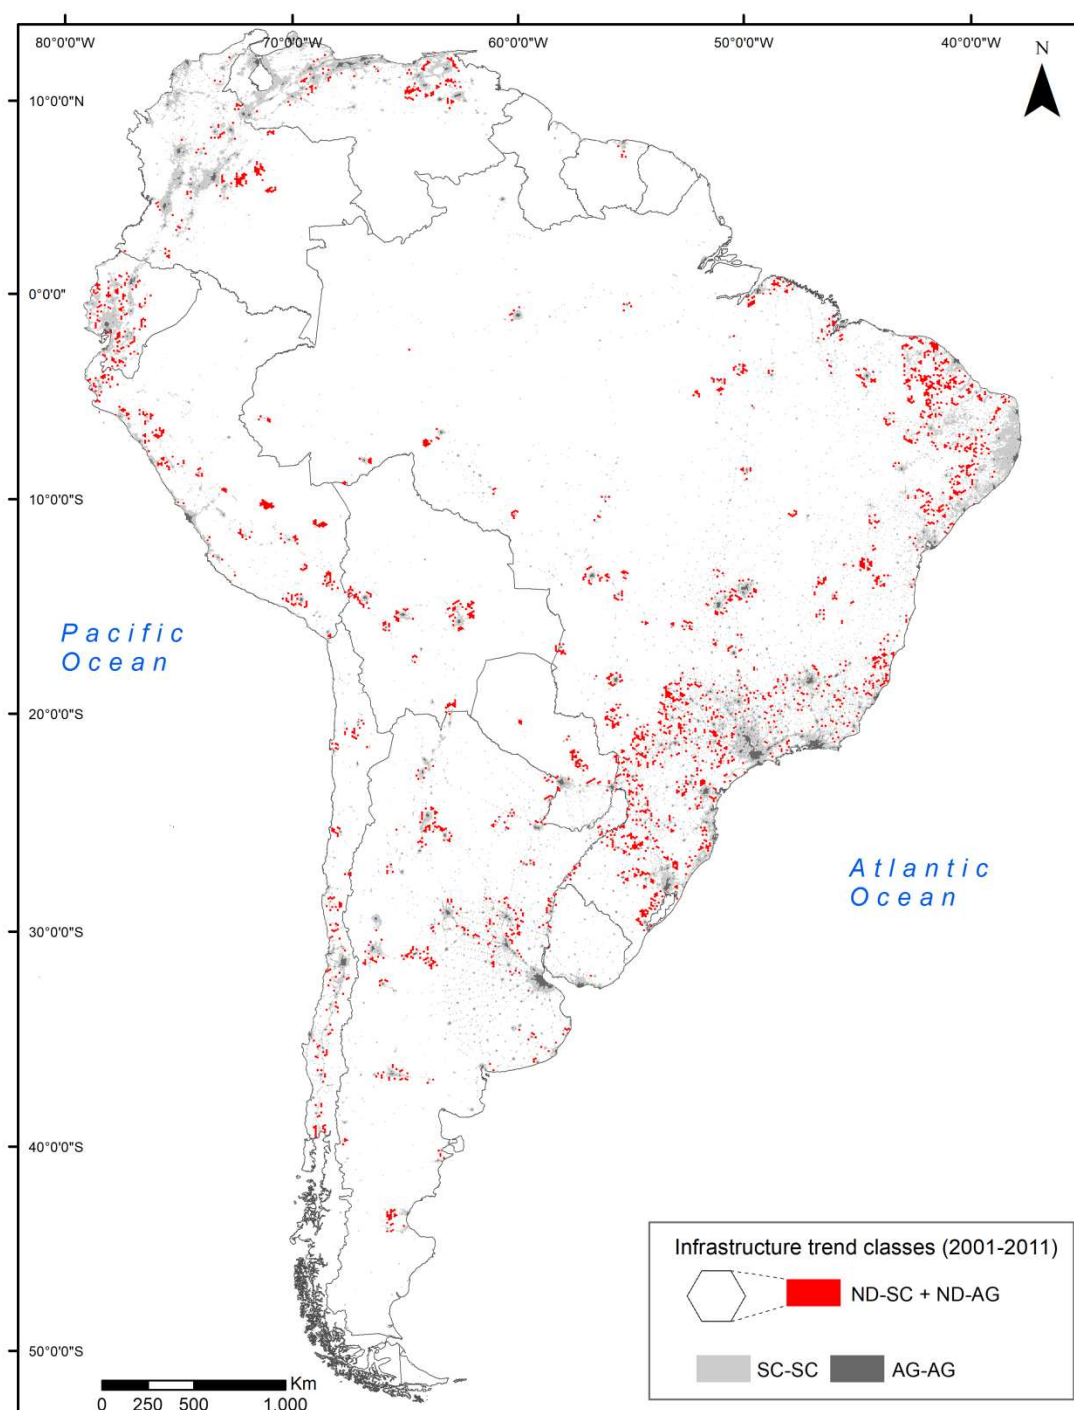 80°0'0"W 70°0'0"W 60°0'0"W 50°0'0"W 40°0'0"W
N
10°0'0"N
0°0'0"
10°0'0"S
Pacific
Ocean
20°0'0"S
Atlantic
Ocean
30°0'0"S
40°0'0"S
Infrastructure trend classes (2001-2011)
ND-SC + ND-AG
50°0'0"S
SC-SC AG-AG
Km
0 250 500 1.000